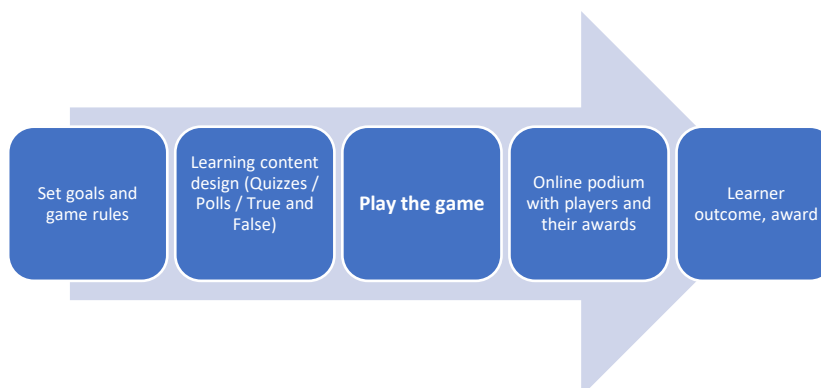 Set goals and
game rules
Learning content
design (Quizzes /
Polls / True and
False)
Play the game
Online podium
with players and
their awards
Learner
outcome, award